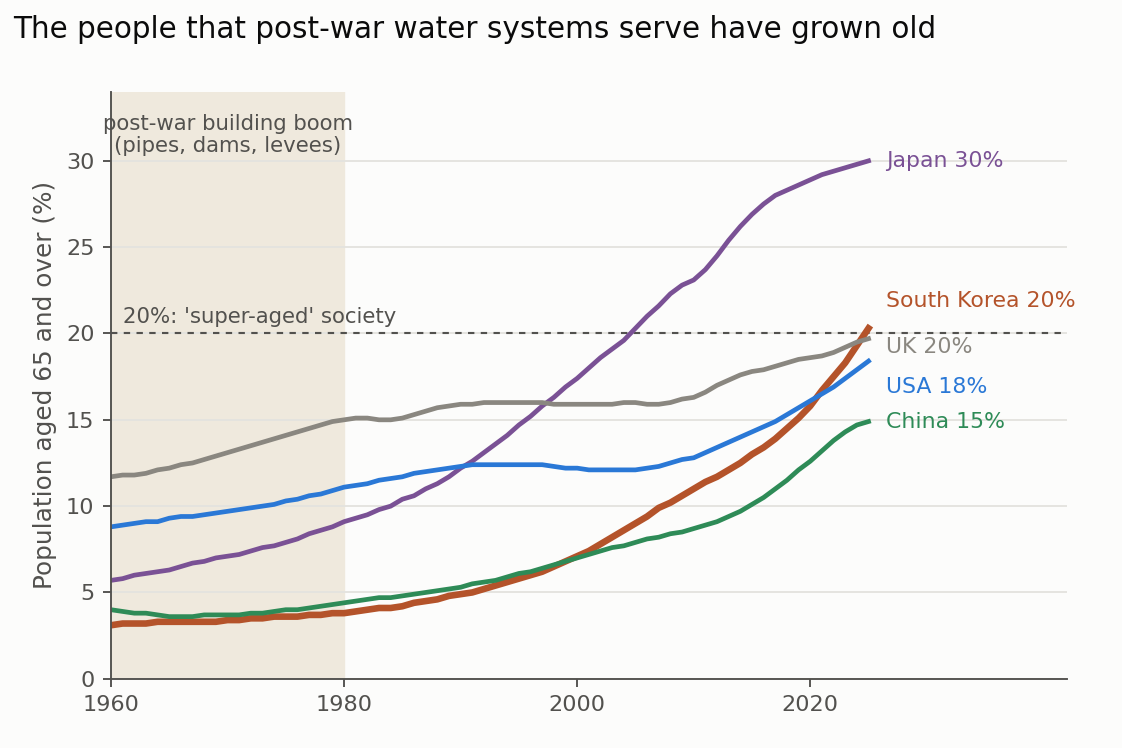 The people that post-war water systems serve have grown old
post-war building boom
(pipes, dams, levees)
Population aged 65 and over (%)
30
25
20
15
10
5
0
20%: 'super-aged' society
Japan 30%
South Korea 20%
UK 20%
USA 18%
China 15%
1960
1980
2000
2020